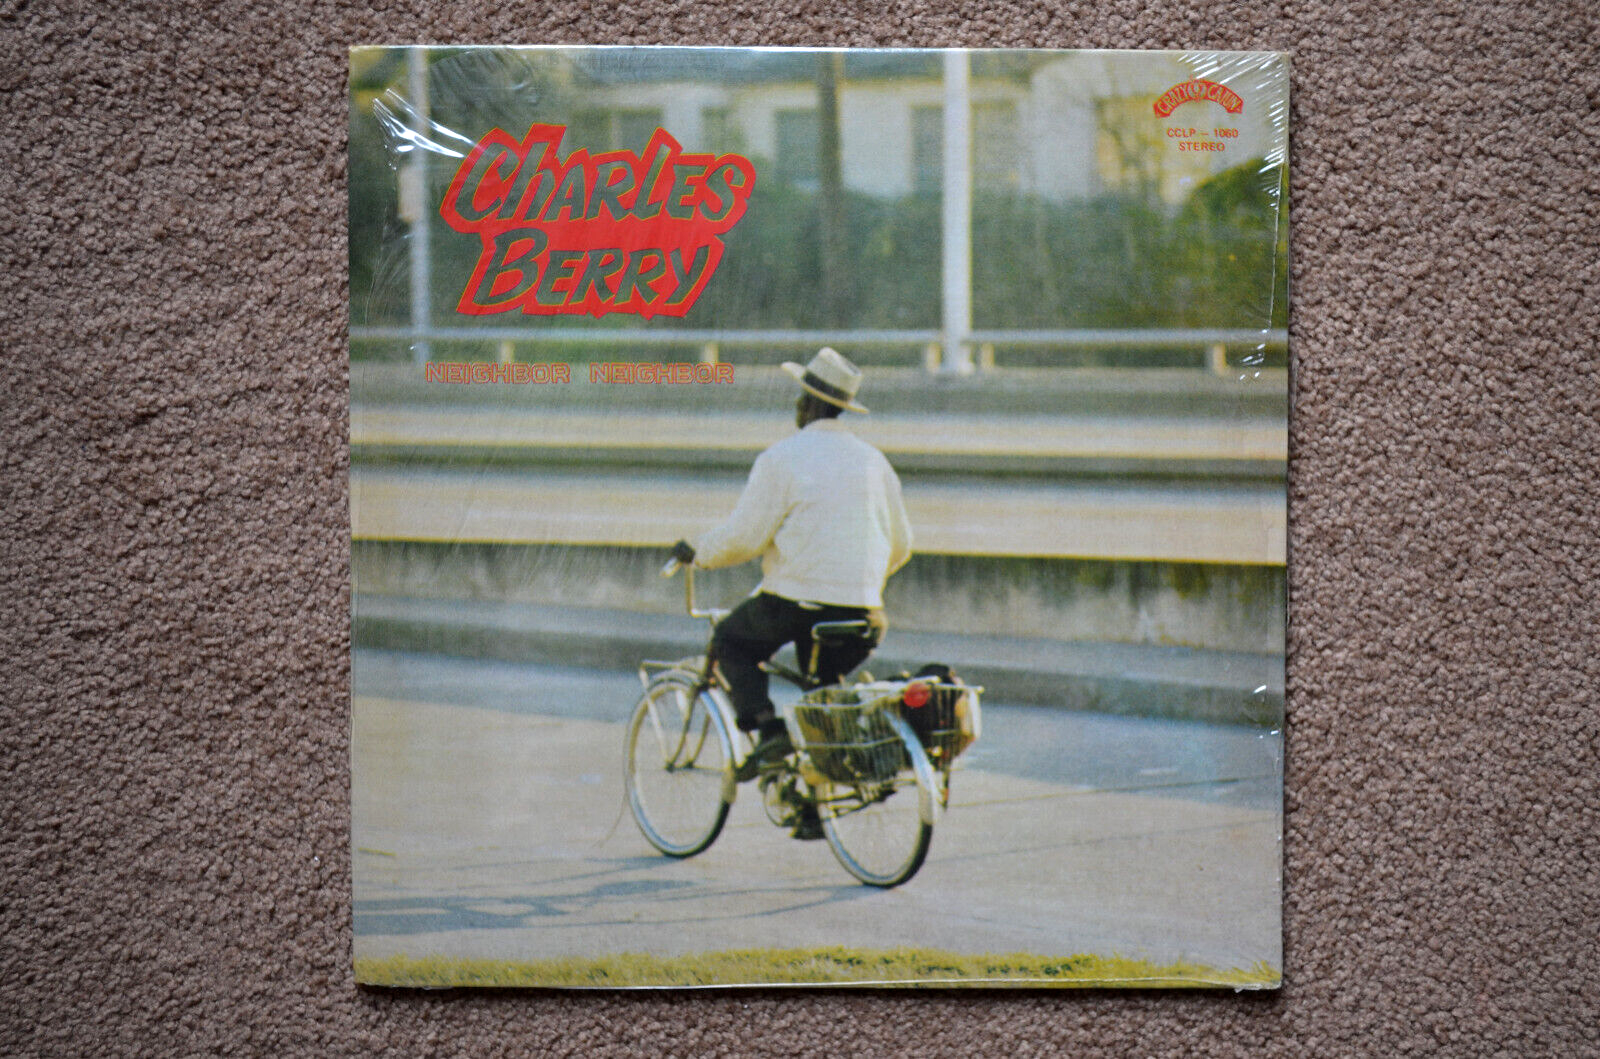 Charles
Berry
NEIGHBOR NEIGHBOR
CRAZY CAJUN
CCLP - 1060
STEREO